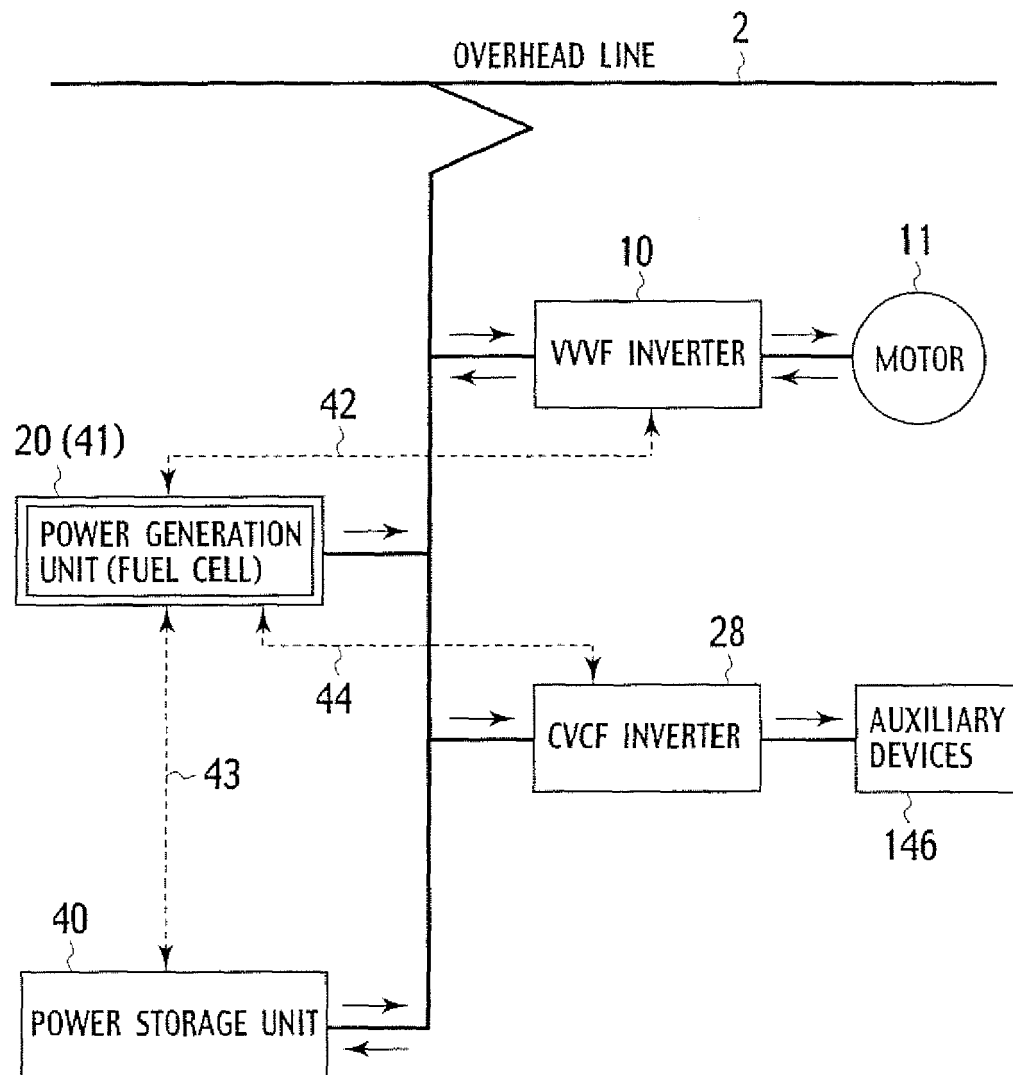 2
OVERHEAD LINE
10
11
VVVF INVERTER
MOTOR
42
20 (41)
POWER GENERATION
UNIT (FUEL CELL)
28
44
CVCF INVERTER
AUXILIARY
DEVICES
43
146
40
POWER STORAGE UNIT